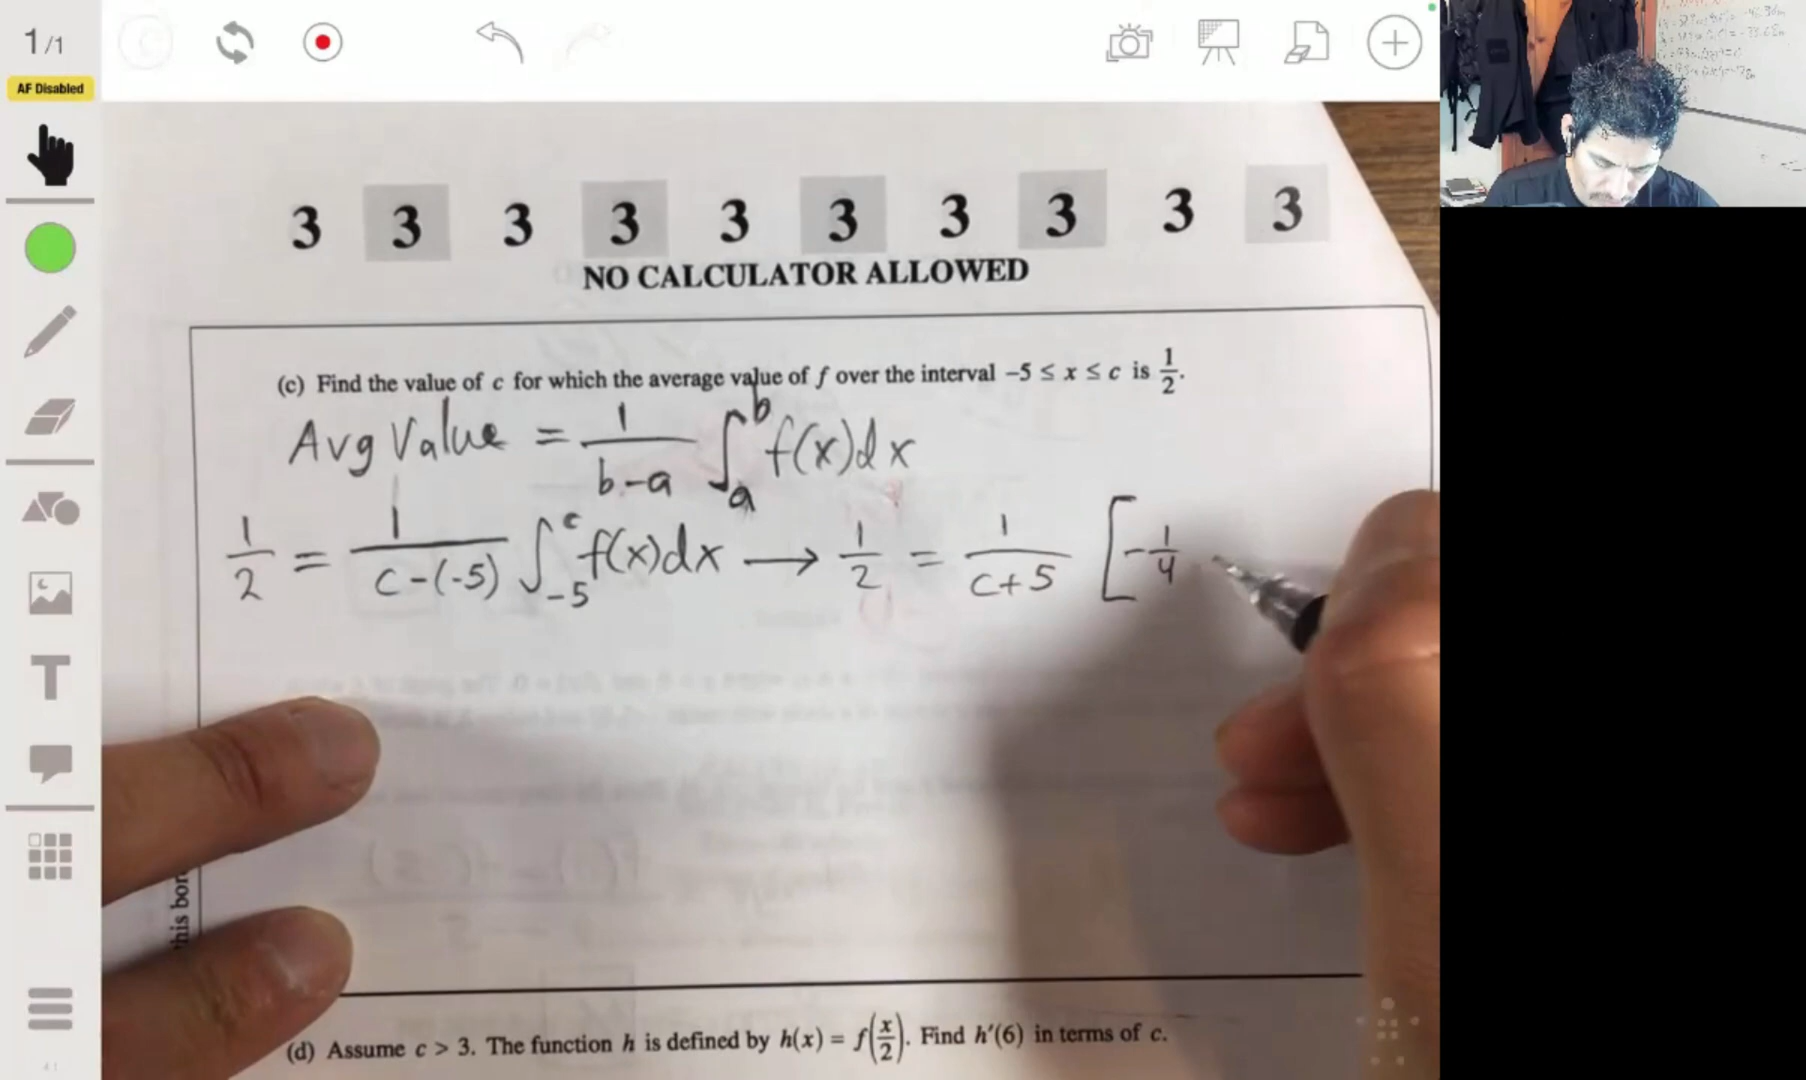 1/1
AF Disabled
3 3 3 3 3 3 3 3 3 3
NO CALCULATOR ALLOWED
(c) Find the value of c for which the average value of f over the interval −5 ≤ x ≤ c is 1/2.
Avg Value = 1/(b-a) ∫_a^b f(x)dx
1/2 = 1/(c-(-5)) ∫_-5^c f(x)dx → 1/2 = 1/(c+5) [-1/4
T
this bor
(d) Assume c > 3. The function h is defined by h(x) = f(x/2). Find h′(6) in terms of c.